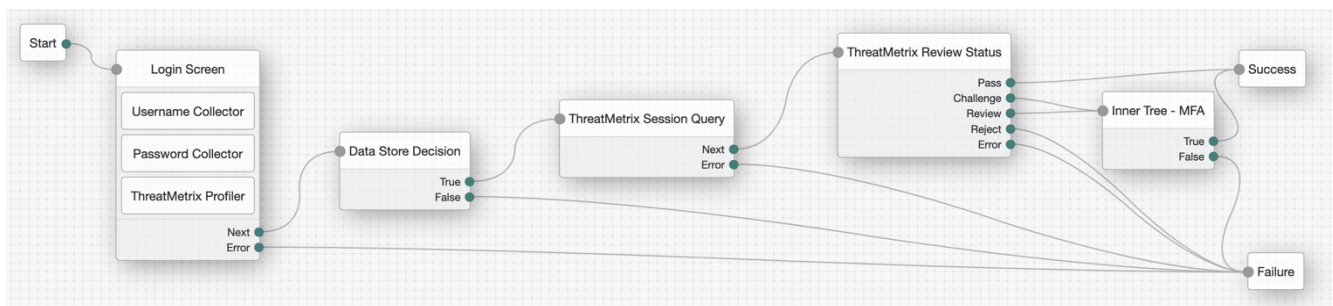 Start
Login Screen
Username Collector
Password Collector
ThreatMetrix Profiler
Next
Error
Data Store Decision
True
False
ThreatMetrix Session Query
Next
Error
ThreatMetrix Review Status
Pass
Challenge
Review
Reject
Error
Inner Tree - MFA
True
False
Success
Failure